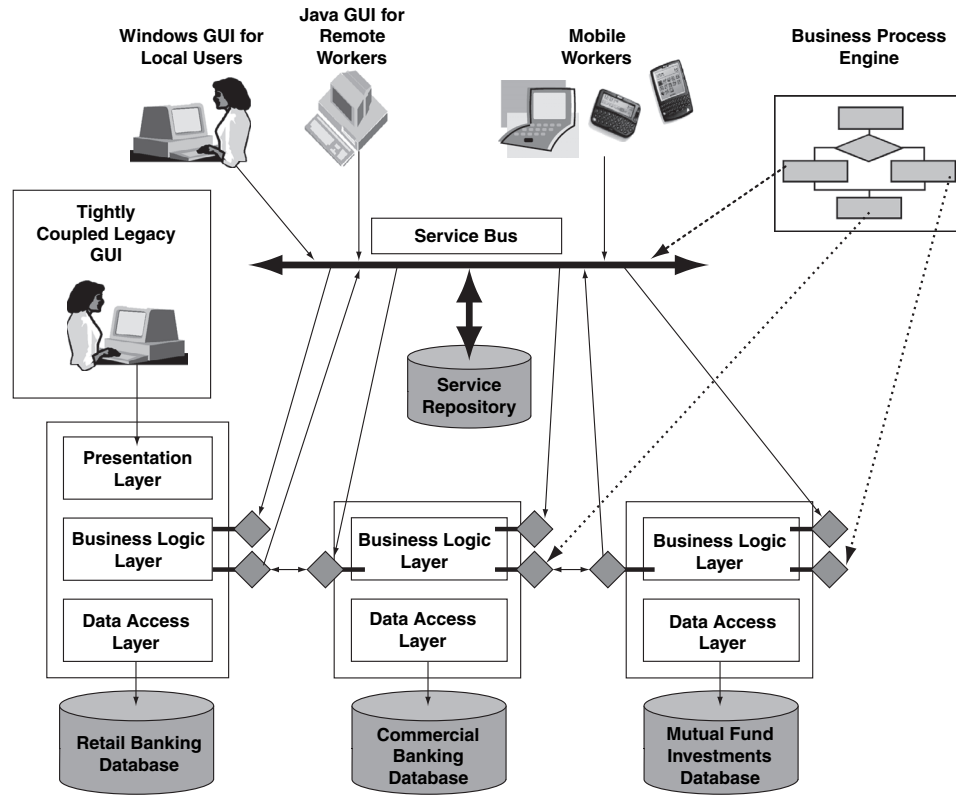 Windows GUI for
Local Users
Java GUI for
Remote
Workers
Mobile
Workers
Business Process
Engine
Tightly
Coupled Legacy
GUI
Service Bus
Service
Repository
Presentation
Layer
Business Logic
Layer
Data Access
Layer
Retail Banking
Database
Business Logic
Layer
Data Access
Layer
Commercial
Banking
Database
Business Logic
Layer
Data Access
Layer
Mutual Fund
Investments
Database